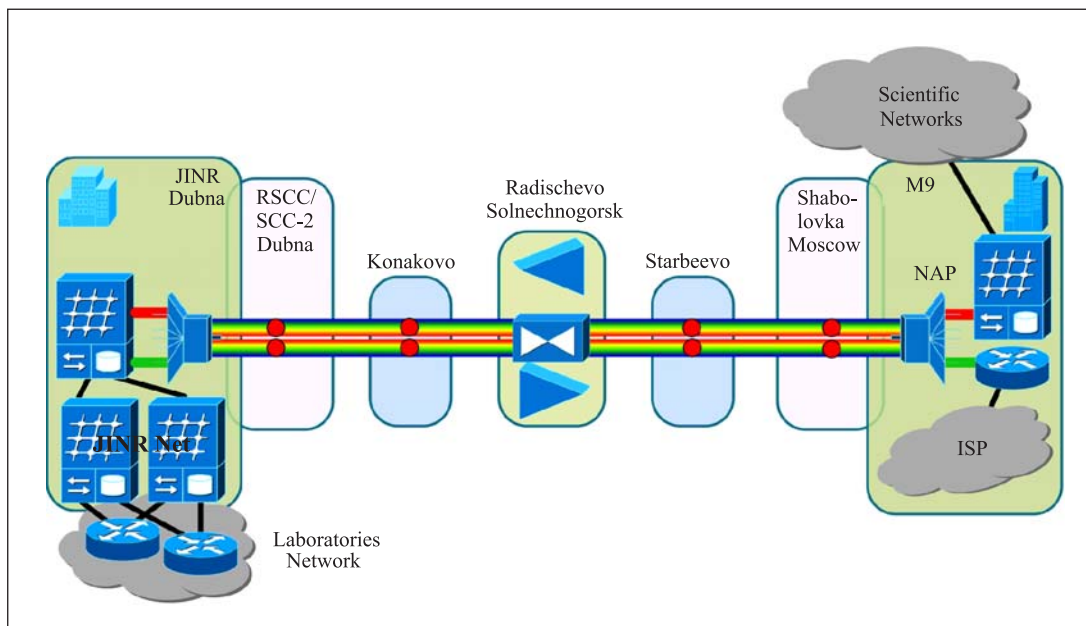 Scientific
Networks
JINR
Dubna
RSCC/
SCC-2
Dubna
Konakovo
Radischevo
Solnechnogorsk
Starbeevo
Shabo-
lovka
Moscow
M9
NAP
JINR Net
ISP
Laboratories
Network